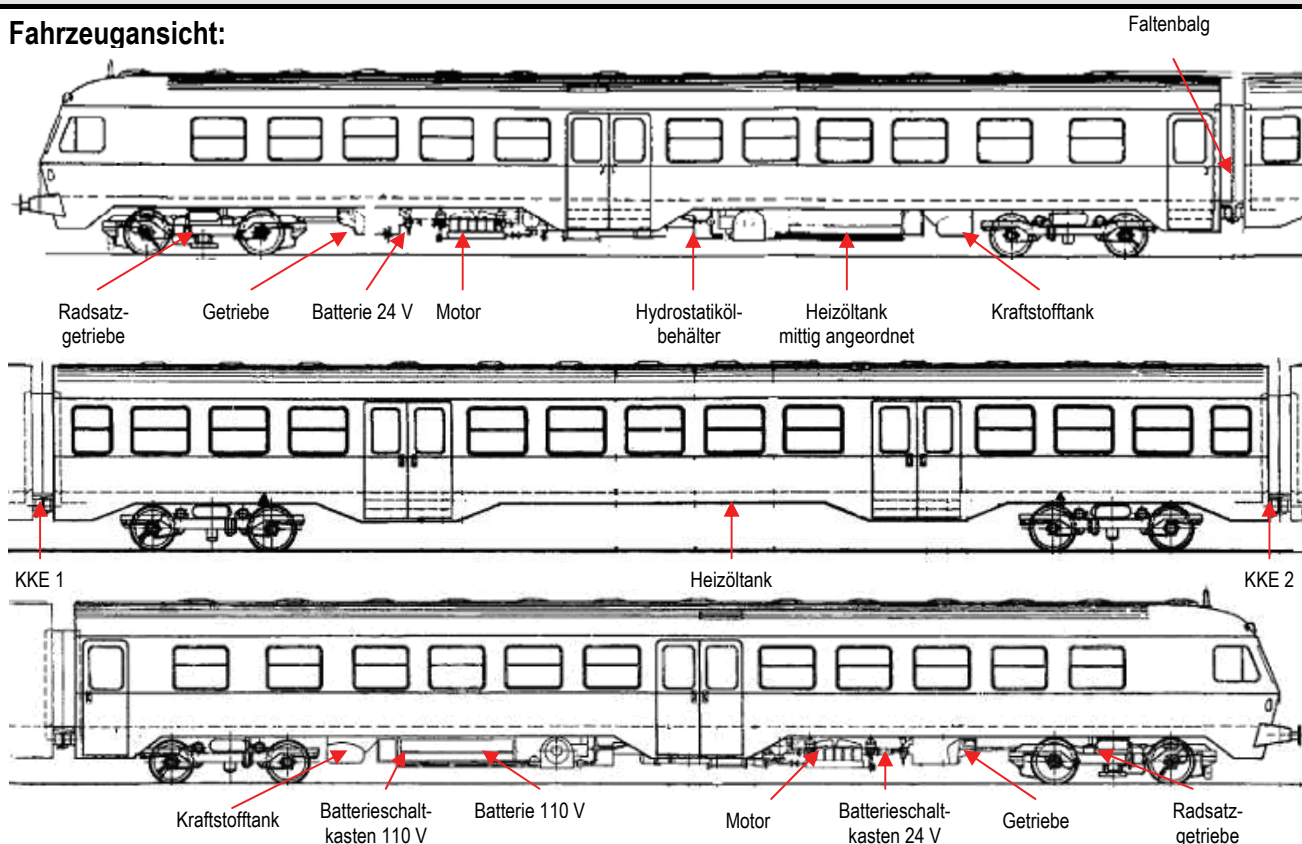 Fahrzeugansicht:
Faltenbalg
Radsatz-
getriebe
Getriebe
Batterie 24 V
Motor
Hydrostatiköl-
behälter
Heizöltank
mittig angeordnet
Kraftstofftank
KKE 1
Heizöltank
KKE 2
Kraftstofftank
Batterieschalt-
kasten 110 V
Batterie 110 V
Motor
Batterieschalt-
kasten 24 V
Getriebe
Radsatz-
getriebe